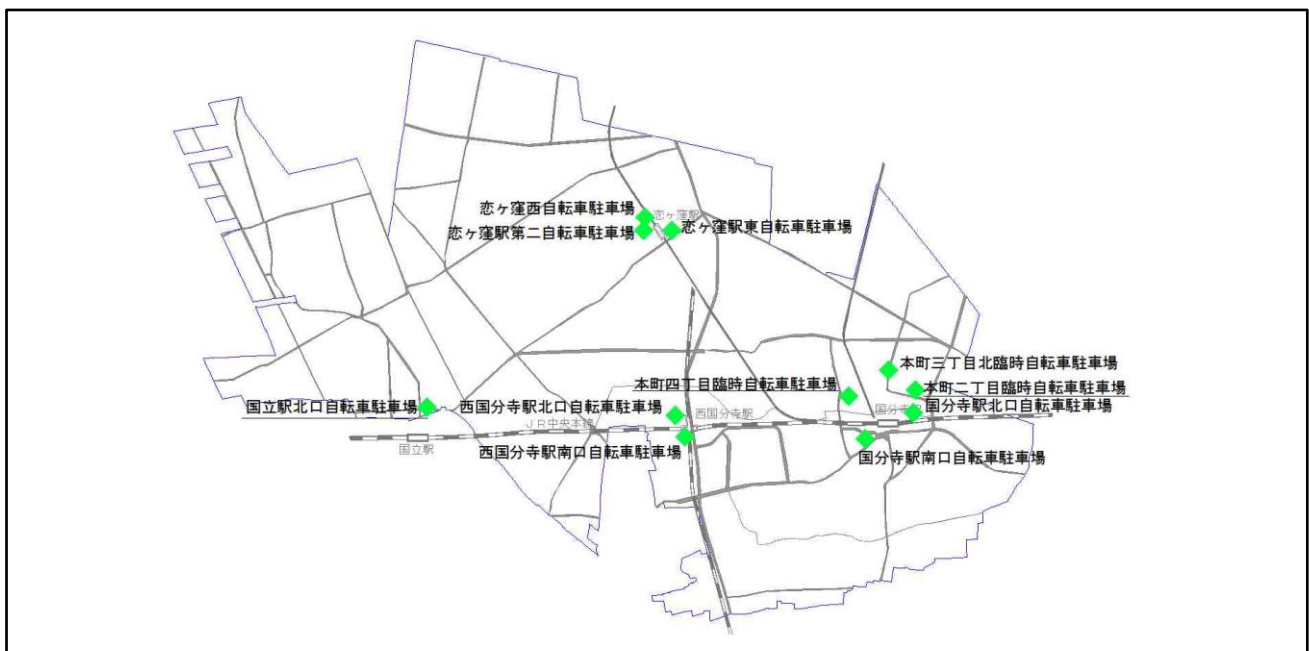 恋ヶ窪西自転車駐車場
恋ヶ窪駅
恋ヶ窪駅第二自転車駐車場
恋ヶ窪駅東自転車駐車場
本町三丁目北臨時自転車駐車場
本町四丁目臨時自転車駐車場
本町二丁目臨時自転車駐車場
国立駅北口自転車駐車場
西国分寺駅北口自転車駐車場
西国分寺駅
国分寺駅
国分寺駅北口自転車駐車場
JR中央本線
国立駅
西国分寺駅南口自転車駐車場
国分寺駅南口自転車駐車場